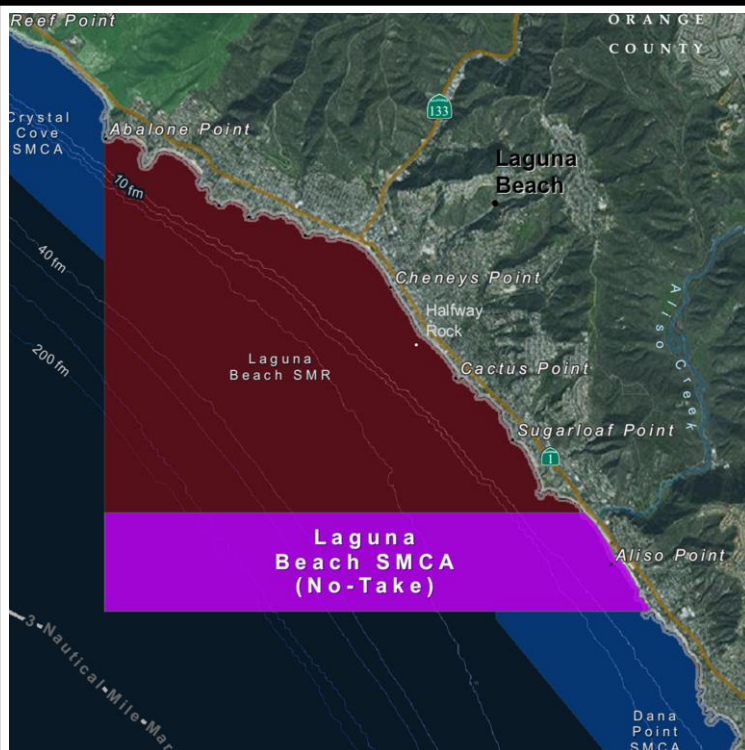 Reef Point
ORANGE
COUNTY
Crystal
Cove
SMCA
Abalone Point
133
10 fm
Laguna
Beach
40 fm
Cheneys Point
Aliso Creek
Halfway
Rock
200 fm
Laguna
Beach SMR
Cactus Point
Sugarloaf Point
1
Laguna
Beach SMCA
(No-Take)
Aliso Point
3-Nautical-Mile-Mar
Dana
Point
SMCA